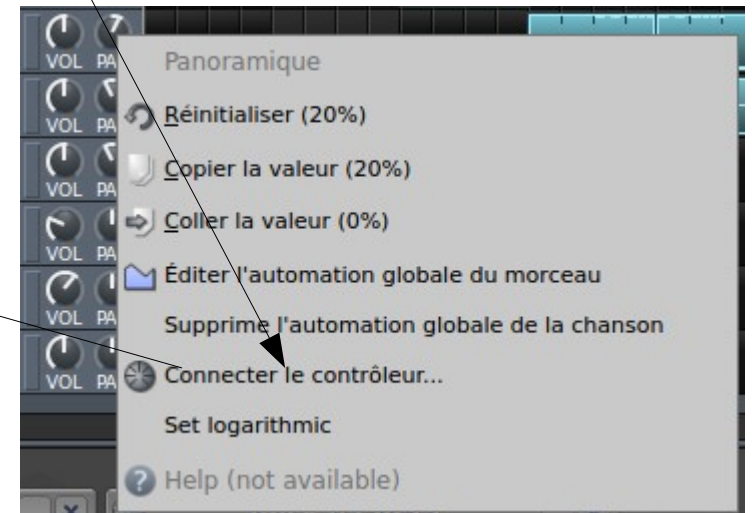 VOL PA
Panoramique
Réinitialiser (20%)
VOL PA
Copier la valeur (20%)
VOL PA
Coller la valeur (0%)
VOL PA
Éditer l'automation globale du morceau
VOL PA
Supprime l'automation globale de la chanson
Connecter le contrôleur...
VOL PA
Set logarithmic
Help (not available)